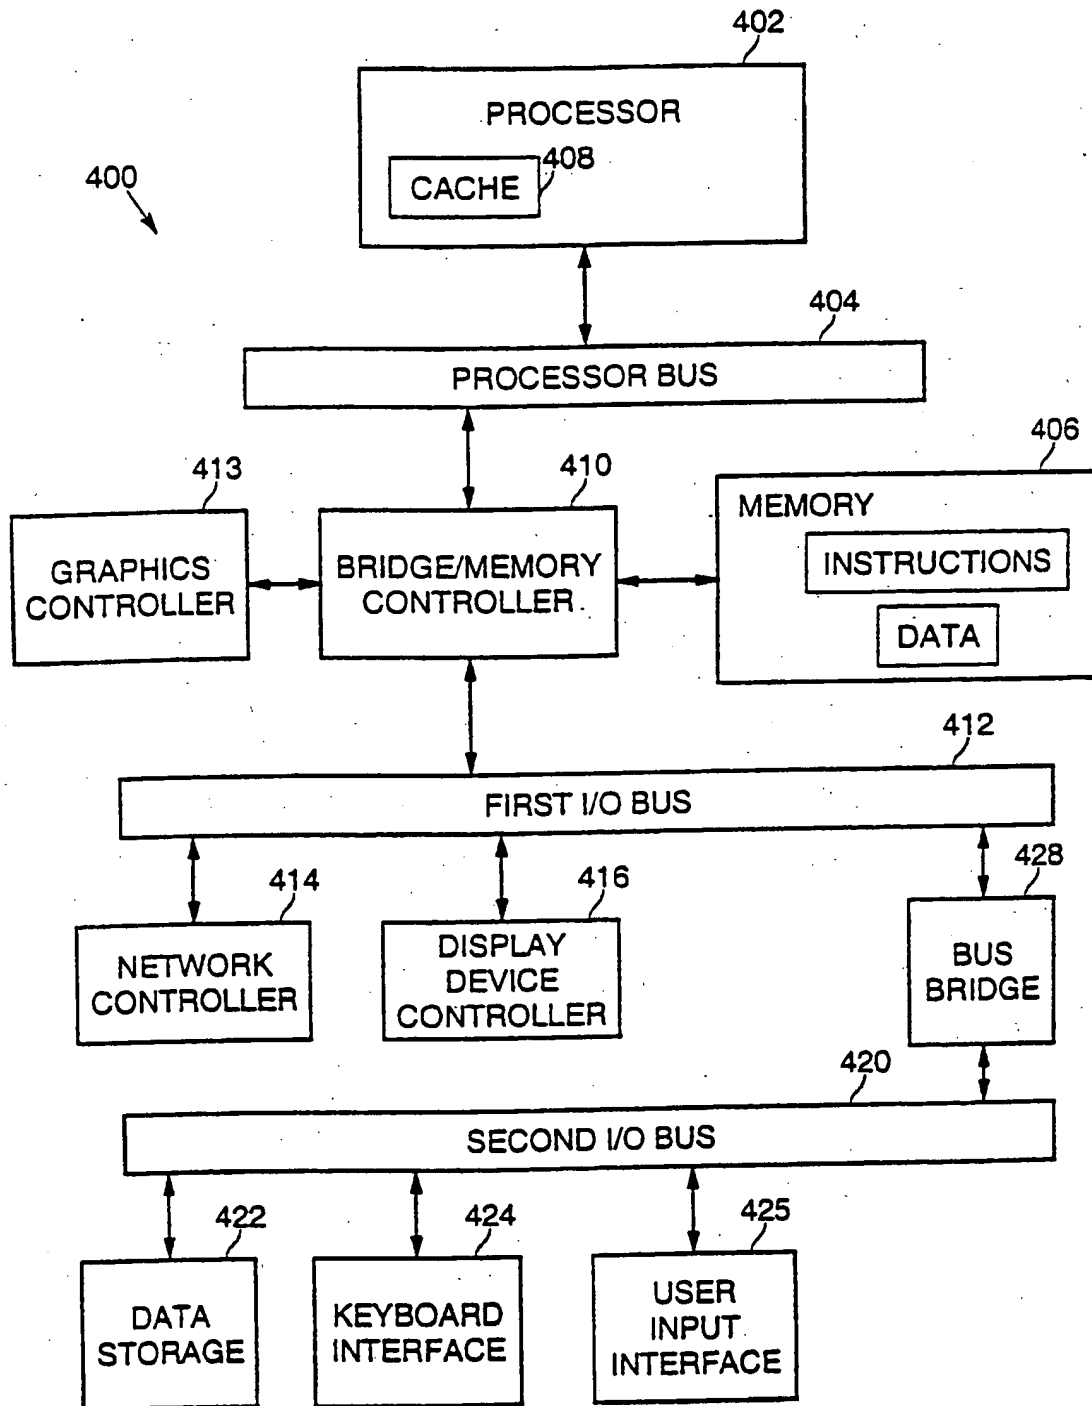 402
PROCESSOR
408
CACHE
400
404
PROCESSOR BUS
413
410
406
GRAPHICS
CONTROLLER
BRIDGE/MEMORY
CONTROLLER
MEMORY
INSTRUCTIONS
DATA
412
FIRST I/O BUS
414
416
428
NETWORK
CONTROLLER
DISPLAY
DEVICE
CONTROLLER
BUS
BRIDGE
420
SECOND I/O BUS
422
424
425
DATA
STORAGE
KEYBOARD
INTERFACE
USER
INPUT
INTERFACE